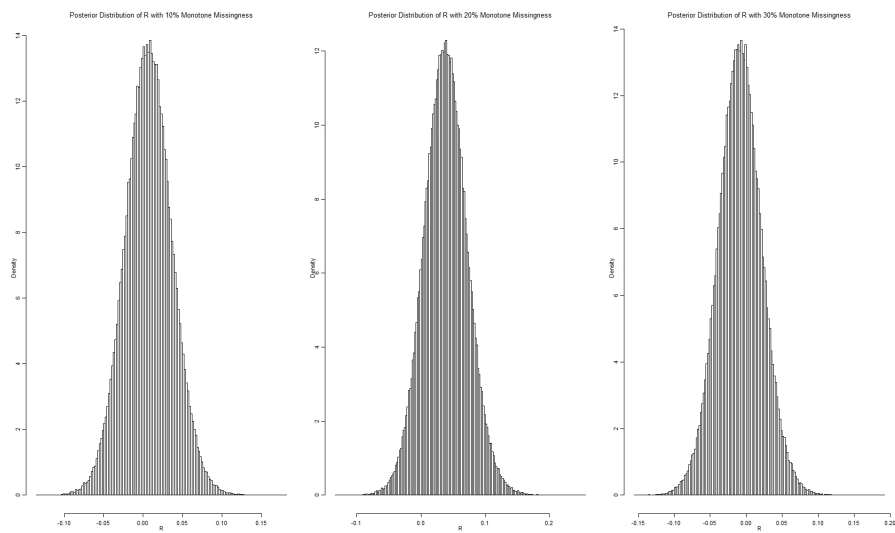 Posterior Distribution of R with 10% Monotone Missingness
14
12
10
8
6
4
2
0
Density
-0.10 -0.05 0.00 0.05 0.10 0.15
R
Posterior Distribution of R with 20% Monotone Missingness
12
10
8
6
4
2
0
Density
-0.1 0.0 0.1 0.2
R
Posterior Distribution of R with 30% Monotone Missingness
14
12
10
8
6
4
2
0
Density
-0.15 -0.10 -0.05 0.00 0.05 0.10 0.15 0.20
R